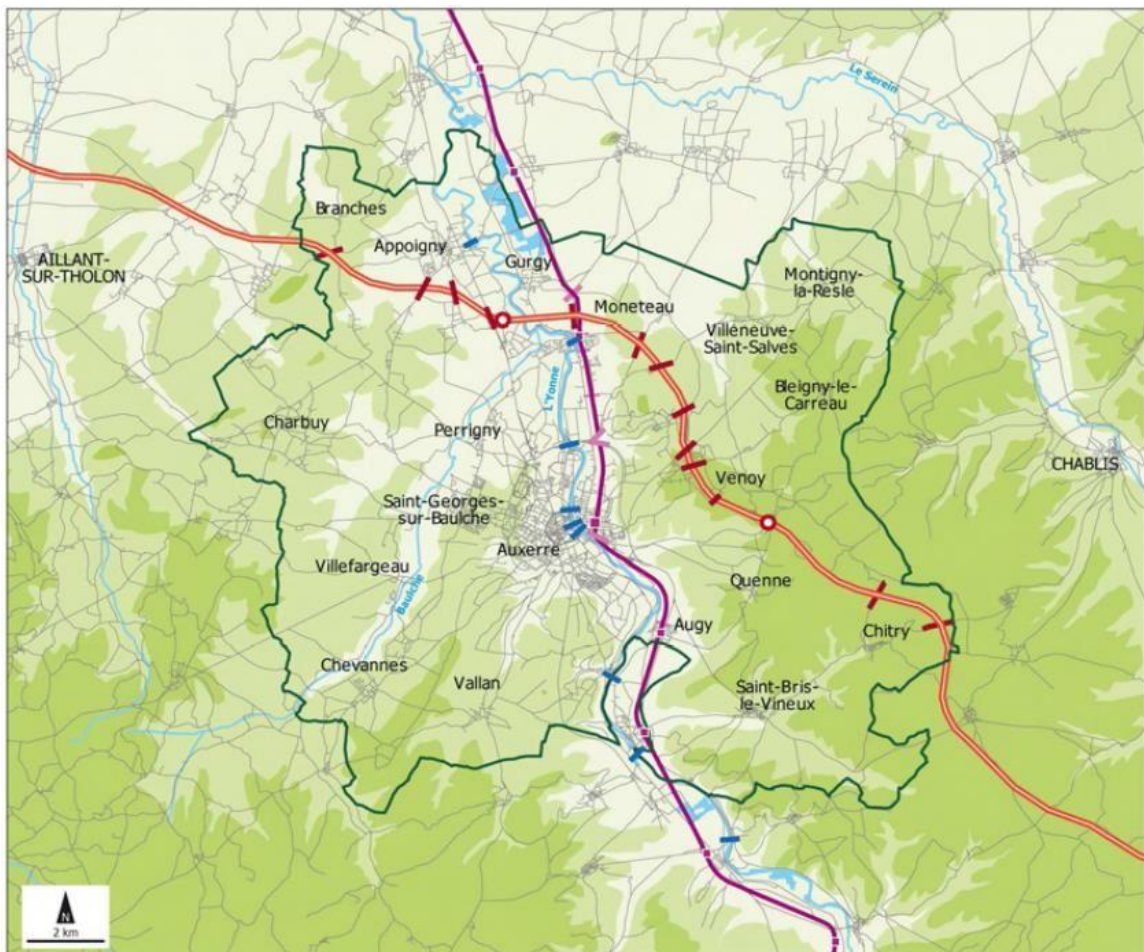 Le Serein
Branches
Appoigny
AILLANT-
SUR-THOLON
Gurgy
Montigny-
la-Resle
Moneteau
Villeneuve-
Saint-Salves
Bleigny-le-
Carreau
L'Yonne
Charbuy
Perrigny
CHABLIS
Venoy
Saint-Georges-
sur-Baulche
Auxerre
Villefargeau
Baulche
Quenne
Augy
Chitry
Chevannes
Vallan
Saint-Bris-
le-Vineux
N
2 km